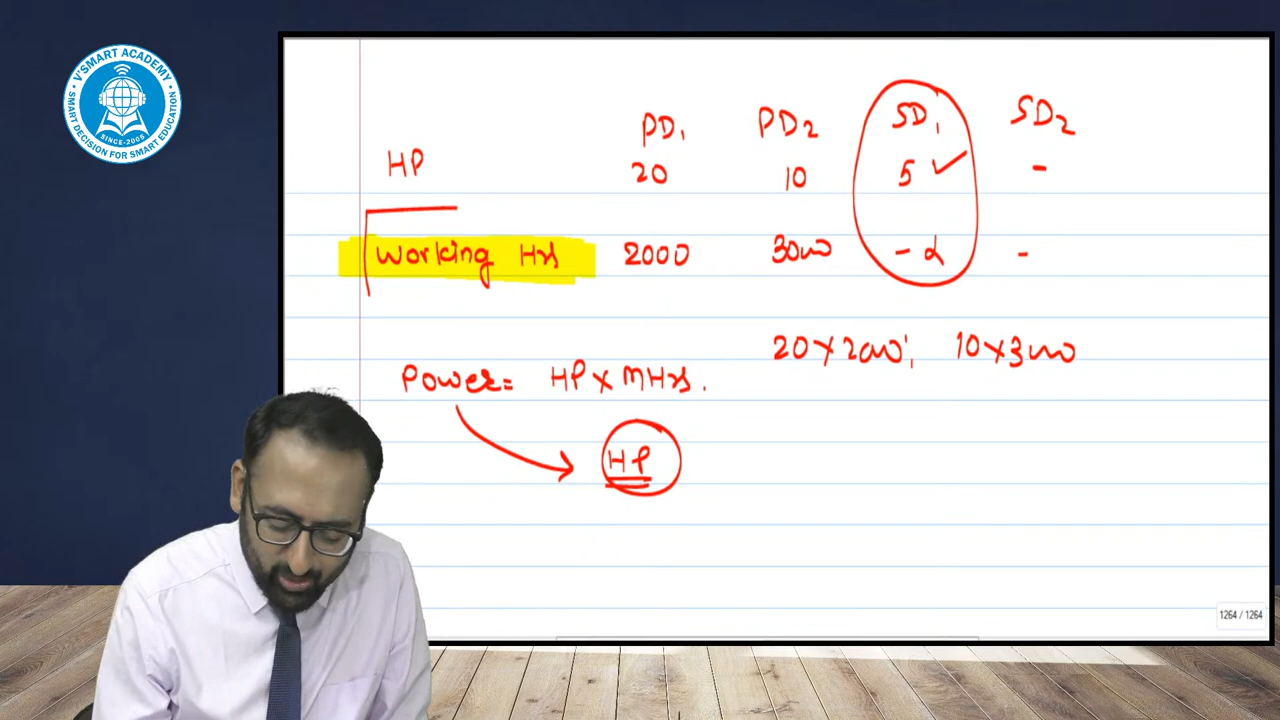 V'SMART ACADEMY
SMART DECISION FOR SMART EDUCATION
SINCE-2005
PD1 PD2 SD1 SD2
HP 20 10 5 ✓ -
Working Hrs 2000 3000 - -
20 x 2000, 10 x 3000
Power = HP x MHrs.
HP
1264 / 1264